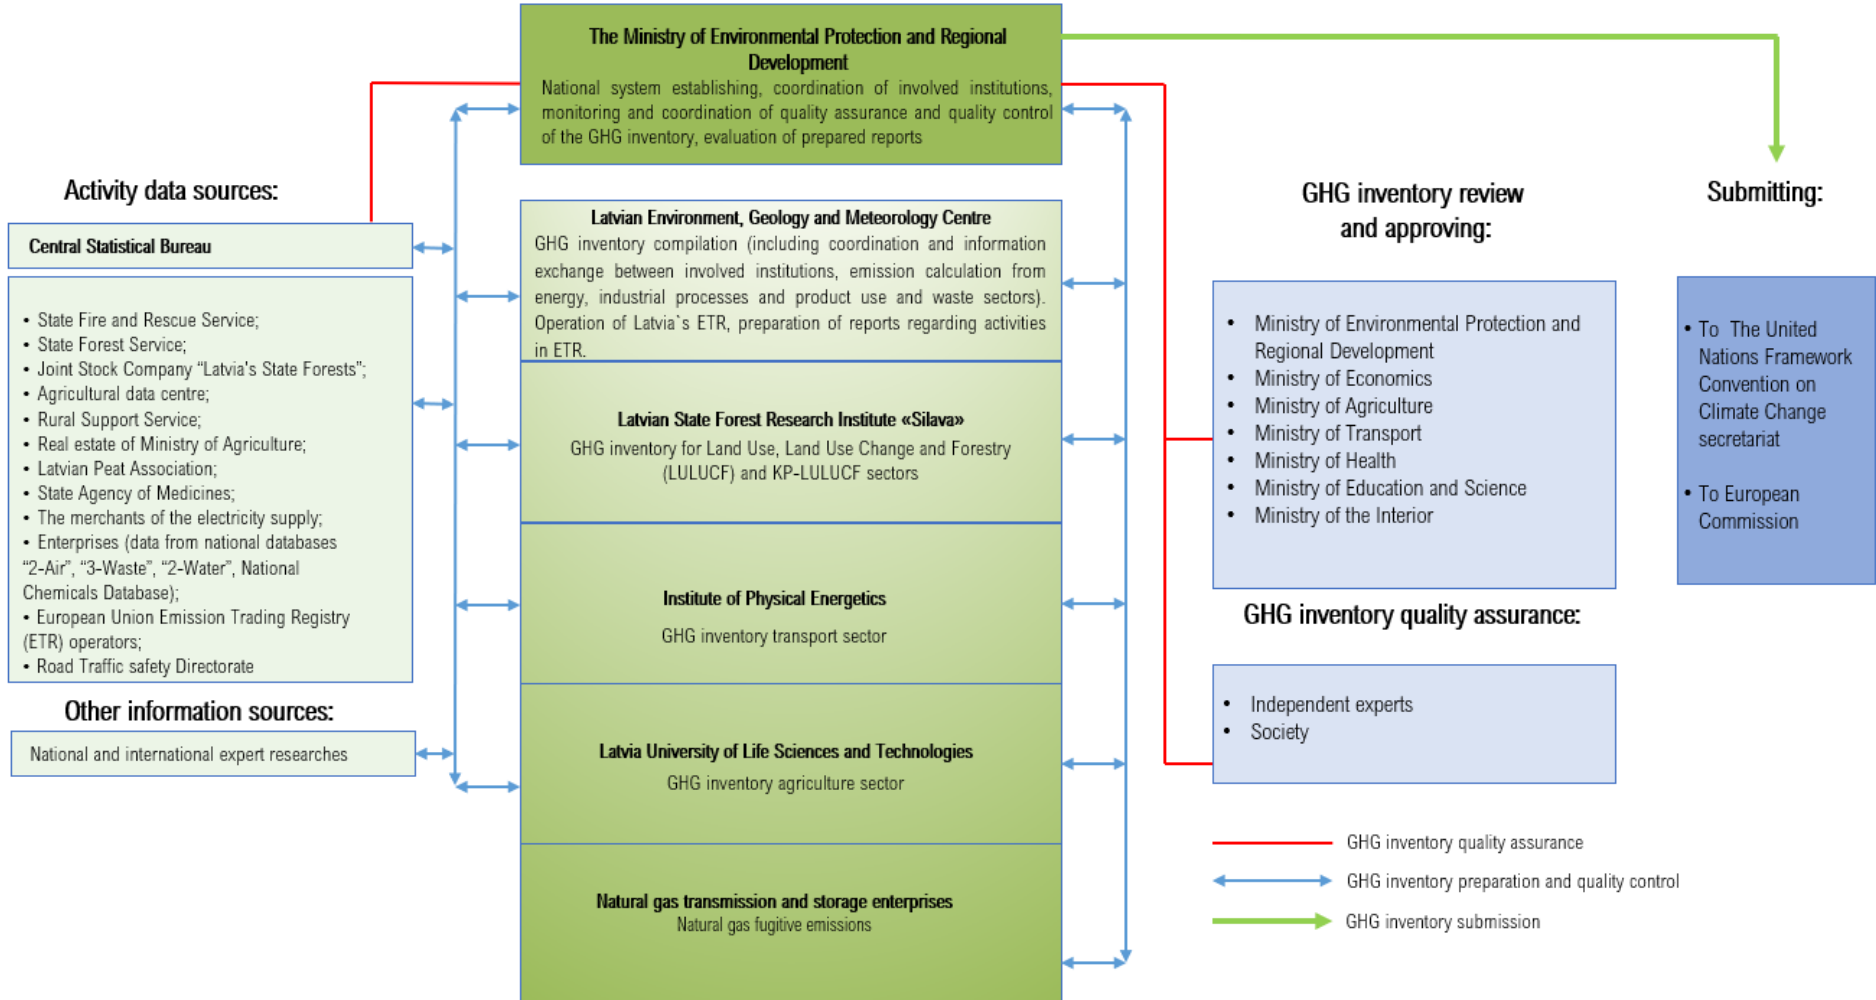 The Ministry of Environmental Protection and Regional
Development
National system establishing, coordination of involved institutions,
monitoring and coordination of quality assurance and quality control
of the GHG inventory, evaluation of prepared reports
Activity data sources:
Central Statistical Bureau
• State Fire and Rescue Service;
• State Forest Service;
• Joint Stock Company “Latvia's State Forests”;
• Agricultural data centre;
• Rural Support Service;
• Real estate of Ministry of Agriculture;
• Latvian Peat Association;
• State Agency of Medicines;
• The merchants of the electricity supply;
• Enterprises (data from national databases
“2-Air”, “3-Waste”, “2-Water”, National
Chemicals Database);
• European Union Emission Trading Registry
(ETR) operators;
• Road Traffic safety Directorate
Other information sources:
National and international expert researches
Latvian Environment, Geology and Meteorology Centre
GHG inventory compilation (including coordination and information
exchange between involved institutions, emission calculation from
energy, industrial processes and product use and waste sectors).
Operation of Latvia`s ETR, preparation of reports regarding activities
in ETR.
Latvian State Forest Research Institute «Silava»
GHG inventory for Land Use, Land Use Change and Forestry
(LULUCF) and KP-LULUCF sectors
Institute of Physical Energetics
GHG inventory transport sector
Latvia University of Life Sciences and Technologies
GHG inventory agriculture sector
Natural gas transmission and storage enterprises
Natural gas fugitive emissions
GHG inventory review
and approving:
• Ministry of Environmental Protection and
Regional Development
• Ministry of Economics
• Ministry of Agriculture
• Ministry of Transport
• Ministry of Health
• Ministry of Education and Science
• Ministry of the Interior
GHG inventory quality assurance:
• Independent experts
• Society
Submitting:
• To The United
Nations Framework
Convention on
Climate Change
secretariat
• To European
Commission
GHG inventory quality assurance
GHG inventory preparation and quality control
GHG inventory submission